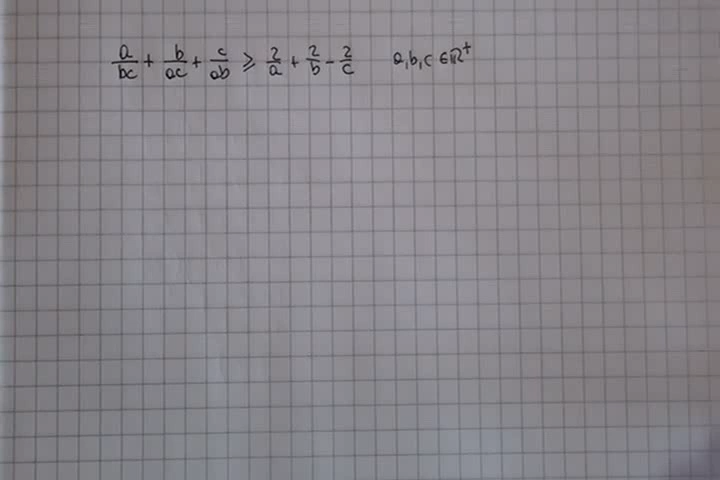 a/bc + b/ac + c/ab ⩾ 2/a + 2/b - 2/c a,b,c ∈ ℝ⁺